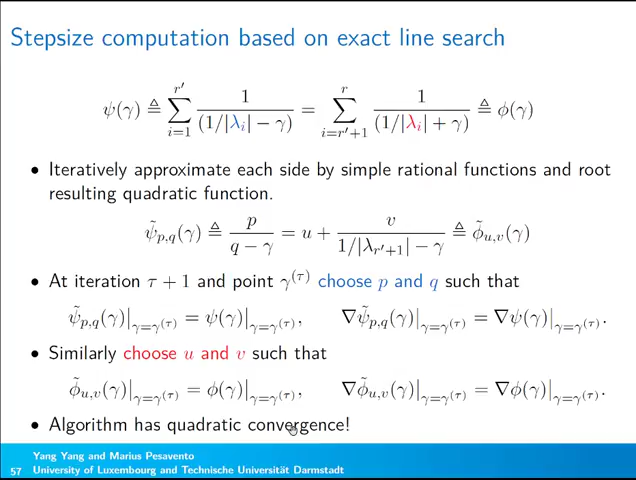 Stepsize computation based on exact line search
ψ(γ) ≜ ∑_{i=1}^{r′} 1/(1/|λ_i| − γ) = ∑_{i=r′+1}^{r} 1/(1/|λ_i| + γ) ≜ ϕ(γ)
• Iteratively approximate each side by simple rational functions and root
resulting quadratic function.
ψ̃_{p,q}(γ) ≜ p/(q − γ) = u + v/(1/|λ_{r′+1}| − γ) ≜ ϕ̃_{u,v}(γ)
• At iteration τ + 1 and point γ^{(τ)} choose p and q such that
ψ̃_{p,q}(γ)|_{γ=γ^{(τ)}} = ψ(γ)|_{γ=γ^{(τ)}}, ∇ψ̃_{p,q}(γ)|_{γ=γ^{(τ)}} = ∇ψ(γ)|_{γ=γ^{(τ)}}.
• Similarly choose u and v such that
ϕ̃_{u,v}(γ)|_{γ=γ^{(τ)}} = ϕ(γ)|_{γ=γ^{(τ)}}, ∇ϕ̃_{u,v}(γ)|_{γ=γ^{(τ)}} = ∇ϕ(γ)|_{γ=γ^{(τ)}}.
• Algorithm has quadratic convergence!
Yang Yang and Marius Pesavento
57 University of Luxembourg and Technische Universität Darmstadt